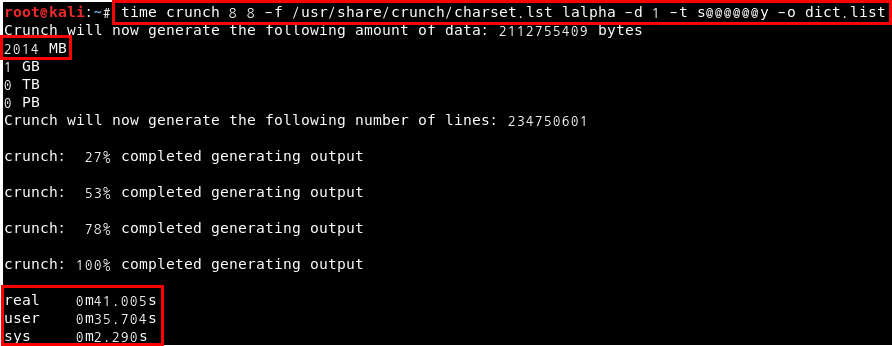 root@kali:~# time crunch 8 8 -f /usr/share/crunch/charset.lst lalpha -d 1 -t s@@@@@@y -o dict.list
Crunch will now generate the following amount of data: 2112755409 bytes
2014 MB
1 GB
0 TB
0 PB
Crunch will now generate the following number of lines: 234750601
crunch:  27% completed generating output
crunch:  53% completed generating output
crunch:  78% completed generating output
crunch: 100% completed generating output
real    0m41.005s
user    0m35.704s
sys     0m2.290s